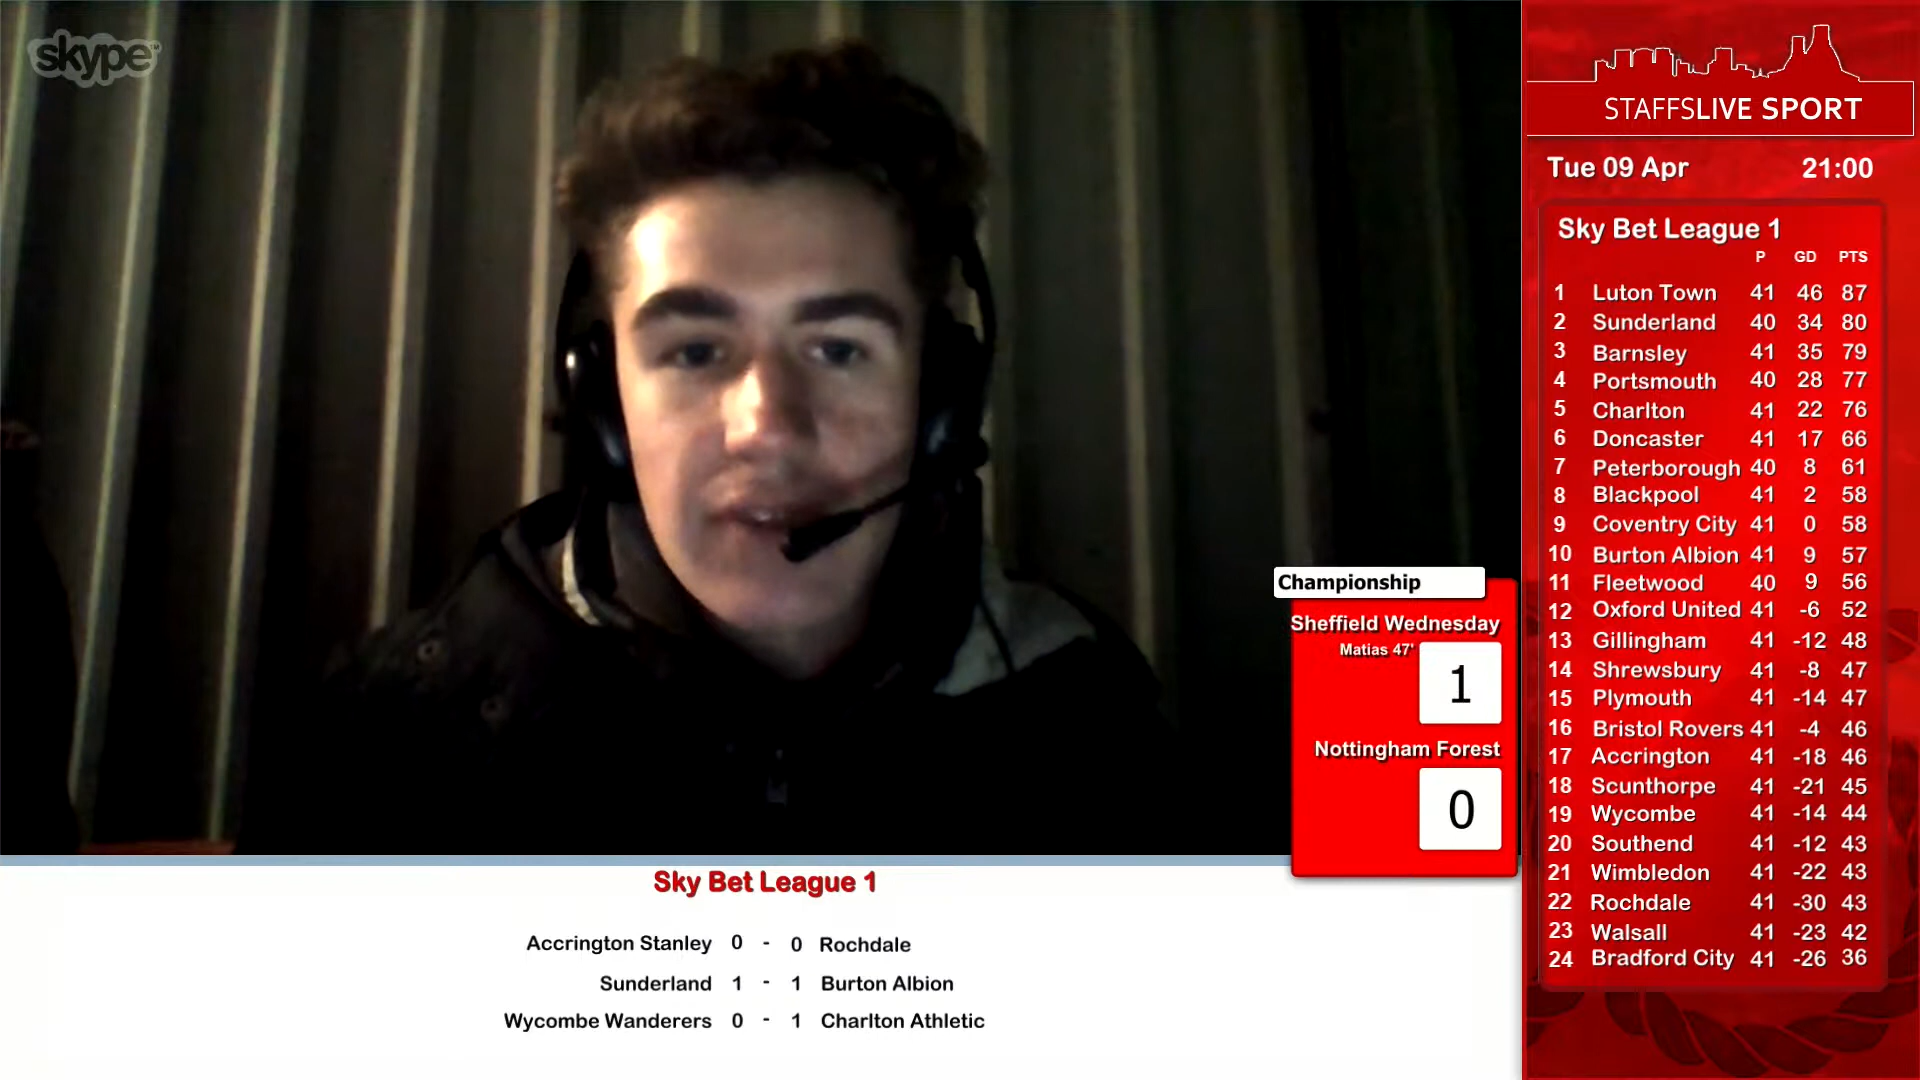 skype™
STAFFSLIVE SPORT
Tue 09 Apr 21:00
Sky Bet League 1
P GD PTS
1 Luton Town 41 46 87
2 Sunderland 40 34 80
3 Barnsley 41 35 79
4 Portsmouth 40 28 77
5 Charlton 41 22 76
6 Doncaster 41 17 66
7 Peterborough 40 8 61
8 Blackpool 41 2 58
9 Coventry City 41 0 58
10 Burton Albion 41 9 57
11 Fleetwood 40 9 56
12 Oxford United 41 -6 52
13 Gillingham 41 -12 48
14 Shrewsbury 41 -8 47
15 Plymouth 41 -14 47
16 Bristol Rovers 41 -4 46
17 Accrington 41 -18 46
18 Scunthorpe 41 -21 45
19 Wycombe 41 -14 44
20 Southend 41 -12 43
21 Wimbledon 41 -22 43
22 Rochdale 41 -30 43
23 Walsall 41 -23 42
24 Bradford City 41 -26 36
Championship
Sheffield Wednesday
Matias 47'
1
Nottingham Forest
0
Sky Bet League 1
Accrington Stanley 0 - 0 Rochdale
Sunderland 1 - 1 Burton Albion
Wycombe Wanderers 0 - 1 Charlton Athletic